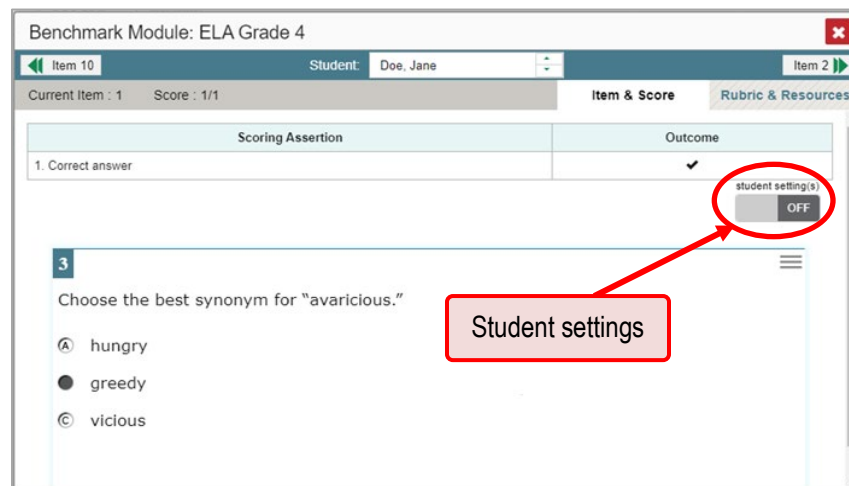 Benchmark Module: ELA Grade 4
Item 10 Student: Doe, Jane Item 2
Current Item : 1 Score : 1/1 Item & Score Rubric & Resources
Scoring Assertion Outcome
1. Correct answer
student setting(s)
OFF
3
Choose the best synonym for “avaricious.”
Student settings
A hungry
greedy
C vicious